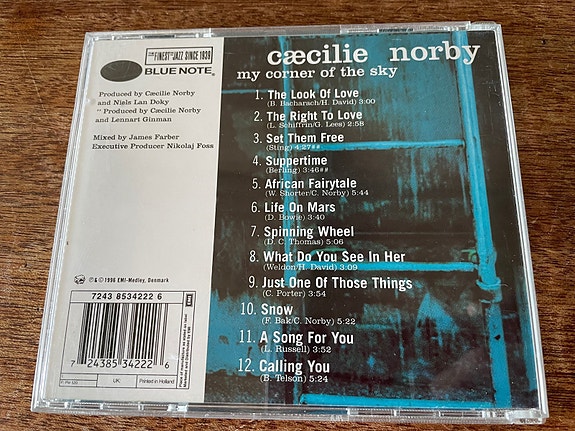 THE FINEST IN JAZZ SINCE 1939
BLUE NOTE
Produced by Cæcilie Norby
and Niels Lan Doky
Produced by Cæcilie Norby
and Lennart Ginman
Mixed by James Farber
Executive Producer Nikolaj Foss
℗ & © 1996 EMI-Medley, Denmark
7243 8534222 6
7 24385 34222 6
EMI
UK
Printed in Holland
cæcilie norby
my corner of the sky
1. The Look Of Love
(B. Bacharach/H. David) 3:00
2. The Right To Love
(L. Schiffrin/G. Lees) 2:58
3. Set Them Free
(Sting) 4:27##
4. Suppertime
(Berling) 3:46##
5. African Fairytale
(W. Shorter/C. Norby) 5:44
6. Life On Mars
(D. Bowie) 3:40
7. Spinning Wheel
(D. C. Thomas) 5:06
8. What Do You See In Her
(Weldon/H. David) 3:09
9. Just One Of Those Things
(C. Porter) 3:54
10. Snow
(F. Bak/C. Norby) 5:22
11. A Song For You
(L. Russell) 3:52
12. Calling You
(B. Telson) 5:24